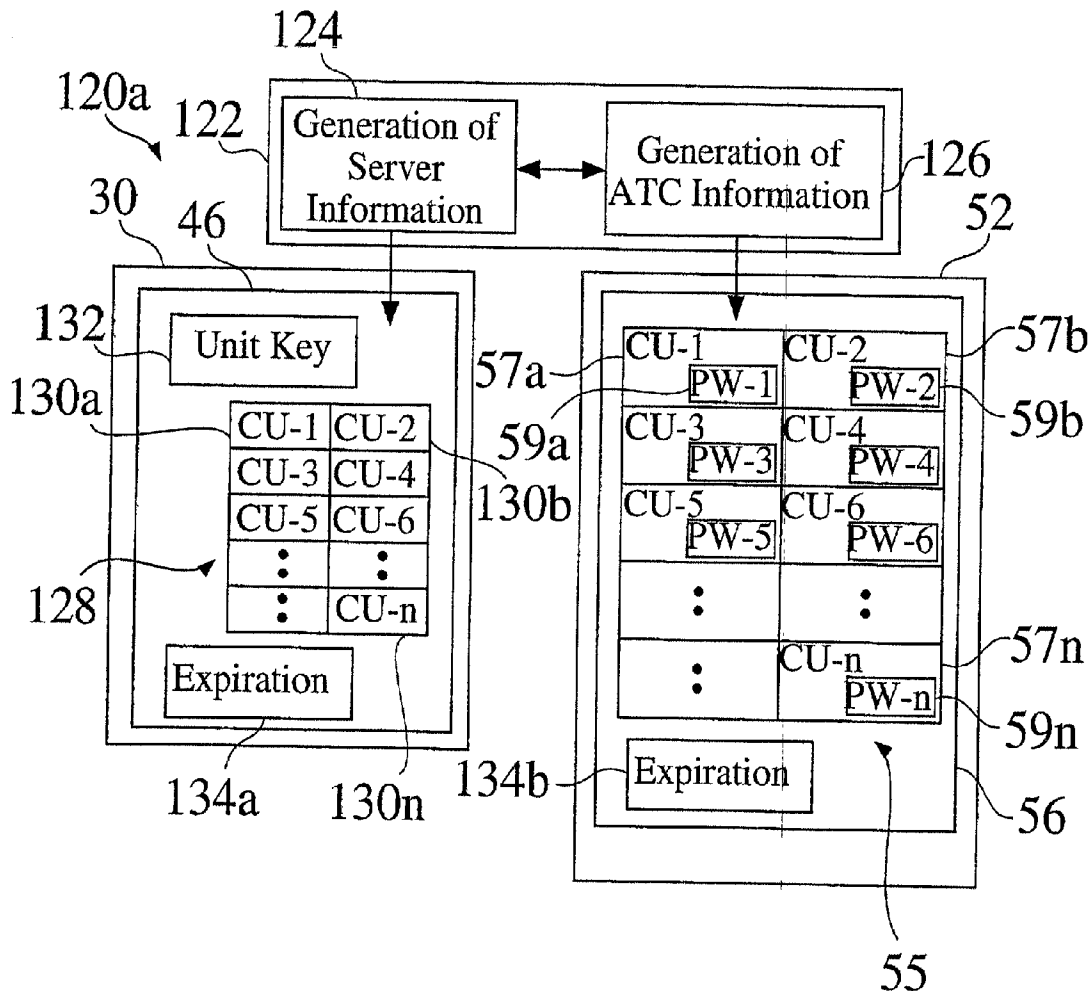 124
120a
122
Generation of
Server
Information
Generation of
ATC Information
126
30
46
52
132
Unit Key
130a
CU-1 CU-2
CU-3 CU-4
CU-5 CU-6
CU-n
130b
128
Expiration
134a
130n
57a
CU-1
PW-1
CU-2
PW-2
57b
59a
59b
CU-3
PW-3
CU-4
PW-4
CU-5
PW-5
CU-6
PW-6
CU-n
PW-n
57n
59n
134b
Expiration
56
55